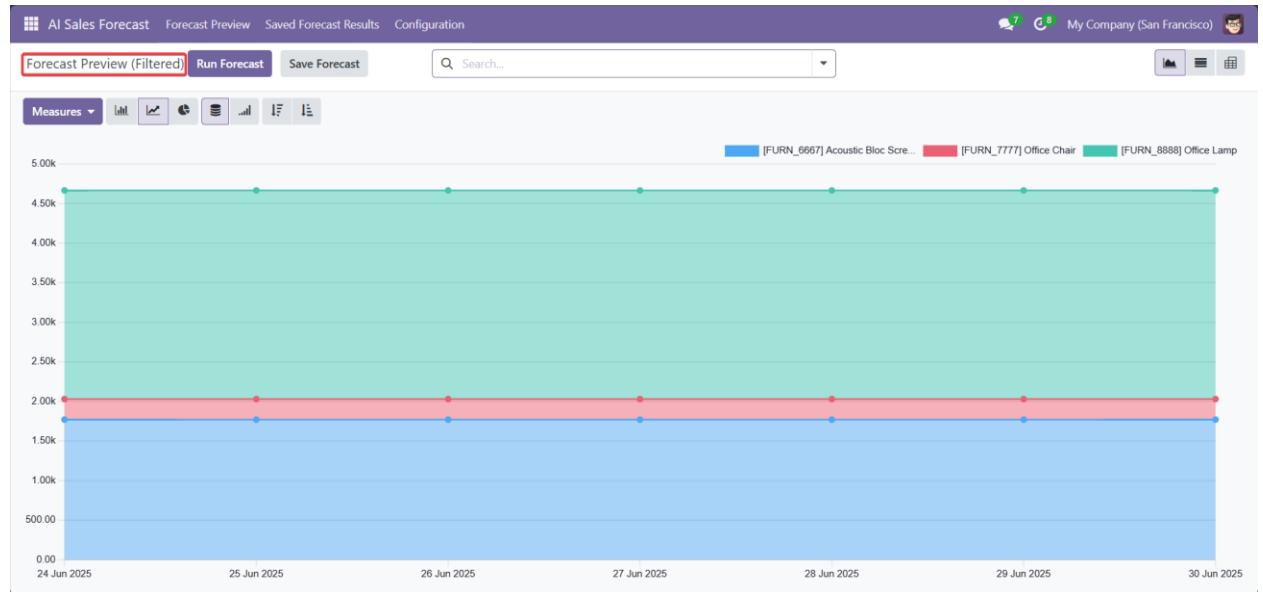 AI Sales Forecast Forecast Preview Saved Forecast Results Configuration 7 8 My Company (San Francisco)
Forecast Preview (Filtered) Run Forecast Save Forecast Search...
Measures
[FURN_6667] Acoustic Bloc Scre... [FURN_7777] Office Chair [FURN_8888] Office Lamp
5.00k
4.50k
4.00k
3.50k
3.00k
2.50k
2.00k
1.50k
1.00k
500.00
0.00
24 Jun 2025 25 Jun 2025 26 Jun 2025 27 Jun 2025 28 Jun 2025 29 Jun 2025 30 Jun 2025